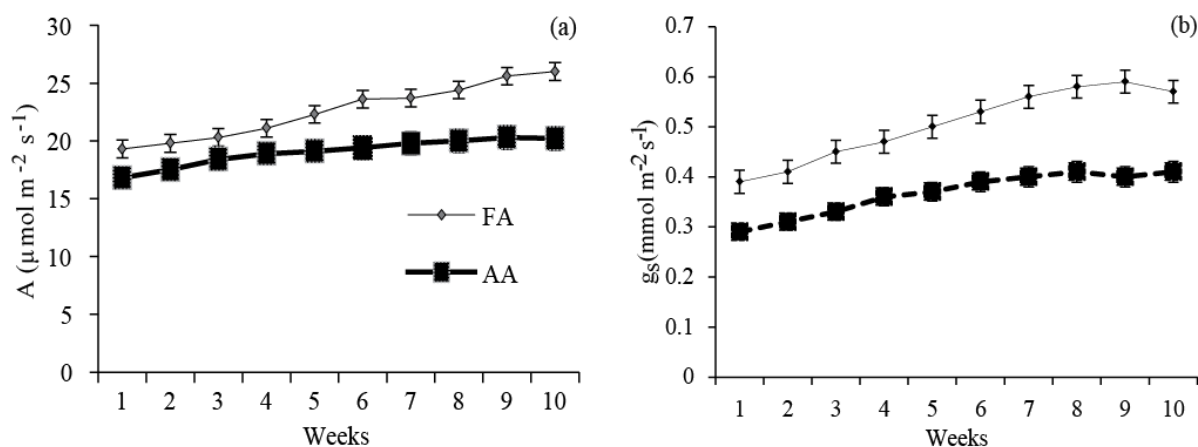 (a)
30
25
20
15
10
5
0
A (µmol m⁻² s⁻¹)
FA
AA
1 2 3 4 5 6 7 8 9 10
Weeks
(b)
0.7
0.6
0.5
0.4
0.3
0.2
0.1
0
gₛ(mmol m⁻² s⁻¹)
1 2 3 4 5 6 7 8 9 10
Weeks